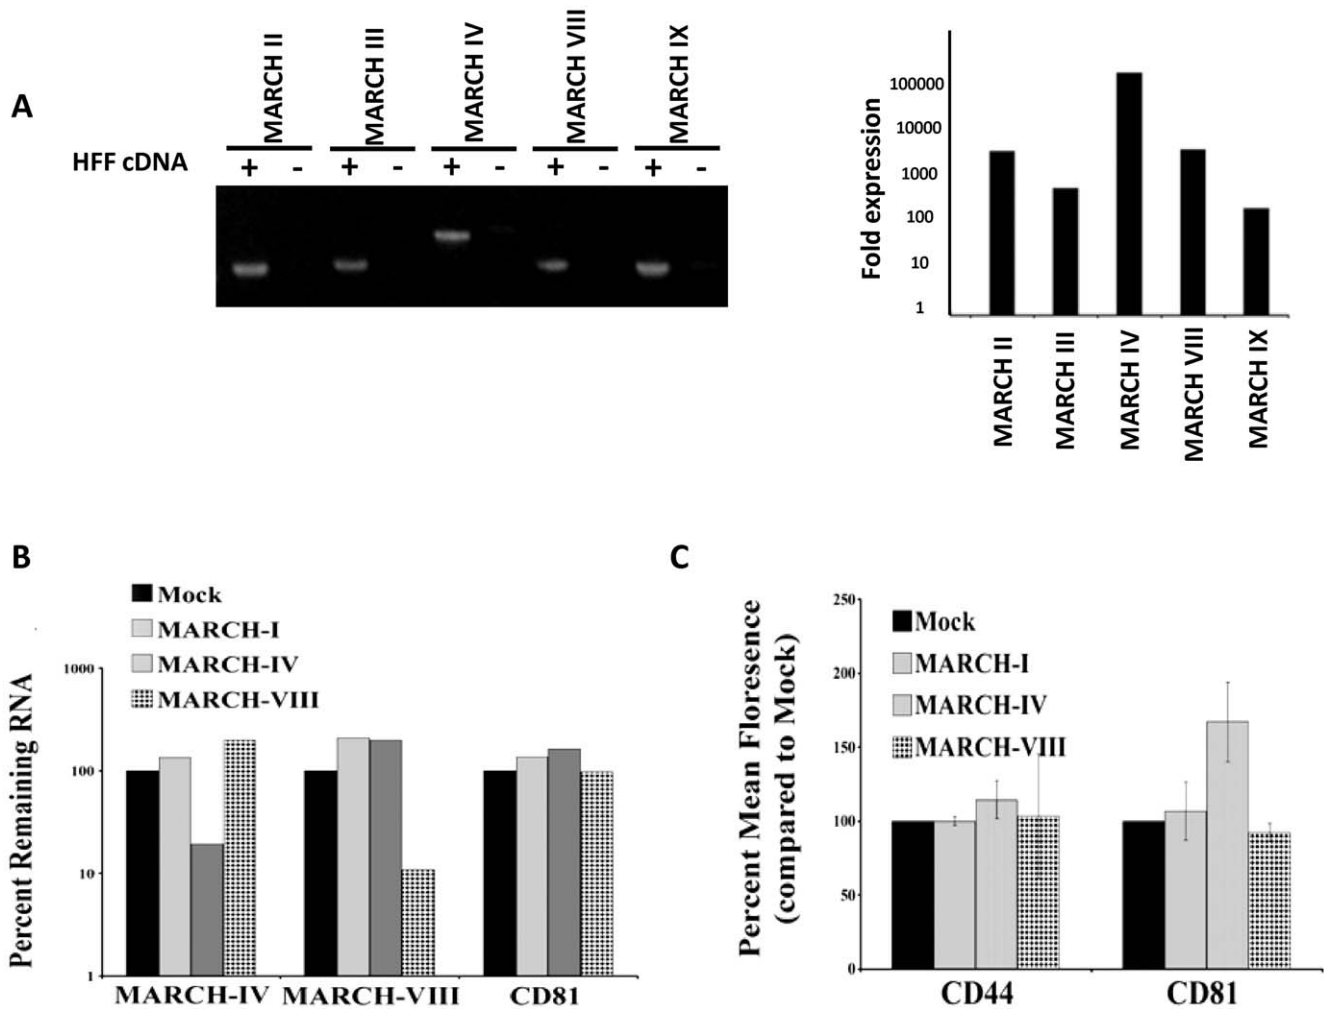 A
MARCH II
MARCH III
MARCH IV
MARCH VIII
MARCH IX
HFF cDNA
+ - + - + - + - + -
Fold expression
100000
10000
1000
100
10
1
MARCH II
MARCH III
MARCH IV
MARCH VIII
MARCH IX
B
Mock
MARCH-I
MARCH-IV
MARCH-VIII
Percent Remaining RNA
1000
100
10
1
MARCH-IV
MARCH-VIII
CD81
C
Percent Mean Floresence
(compared to Mock)
250
200
150
100
50
0
Mock
MARCH-I
MARCH-IV
MARCH-VIII
CD44
CD81